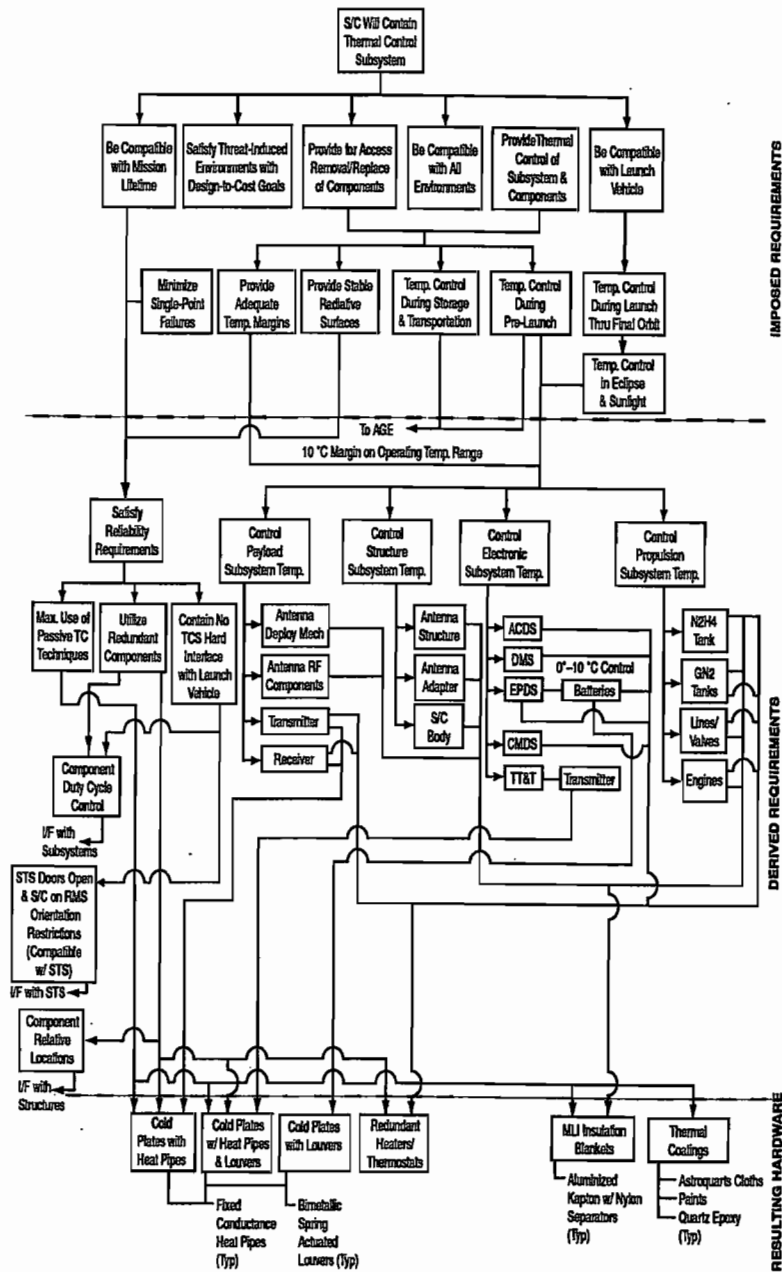 S/C Will Contain
Thermal Control
Subsystem
Be Compatible
with Mission
Lifetime
Satisfy Threat-Induced
Environments with
Design-to-Cost Goals
Provide for Access
Removal/Replace
of Components
Be Compatible
with All
Environments
Provide Thermal
Control of
Subsystem &
Components
Be Compatible
with Launch
Vehicle
IMPOSED REQUIREMENTS
Minimize
Single-Point
Failures
Provide
Adequate
Temp. Margins
Provide Stable
Radiative
Surfaces
Temp. Control
During Storage
& Transportation
Temp. Control
During
Pre-Launch
Temp. Control
During Launch
Thru Final Orbit
Temp. Control
in Eclipse
& Sunlight
To AGE
10 °C Margin on Operating Temp. Range
Satisfy
Reliability
Requirements
Control
Payload
Subsystem Temp.
Control
Structure
Subsystem Temp.
Control
Electronic
Subsystem Temp.
Control
Propulsion
Subsystem Temp.
Max. Use of
Passive TC
Techniques
Utilize
Redundant
Components
Contain No
TCS Hard
Interface
with Launch
Vehicle
Antenna
Deploy Mech
Antenna RF
Components
Transmitter
Receiver
Antenna
Structure
Antenna
Adapter
S/C
Body
ACDS
DMS
0°–10 °C Control
EPDS
Batteries
CMDS
TT&T
Transmitter
N2H4
Tank
GN2
Tanks
Lines/
Valves
Engines
DERIVED REQUIREMENTS
Component
Duty Cycle
Control
I/F with
Subsystems
STS Doors Open
& S/C on RMS
Orientation
Restrictions
(Compatible
w/ STS)
I/F with STS
Component
Relative
Locations
I/F with
Structures
Cold
Plates with
Heat Pipes
Cold Plates
w/ Heat Pipes
& Louvers
Cold Plates
with Louvers
Redundant
Heaters/
Thermostats
MLI Insulation
Blankets
Thermal
Coatings
Fixed
Conductance
Heat Pipes
(Typ)
Bimetallic
Spring
Actuated
Louvers (Typ)
Aluminized
Kapton w/ Nylon
Separators
(Typ)
Astroquarts Cloths
Paints
Quartz Epoxy
(Typ)
RESULTING HARDWARE